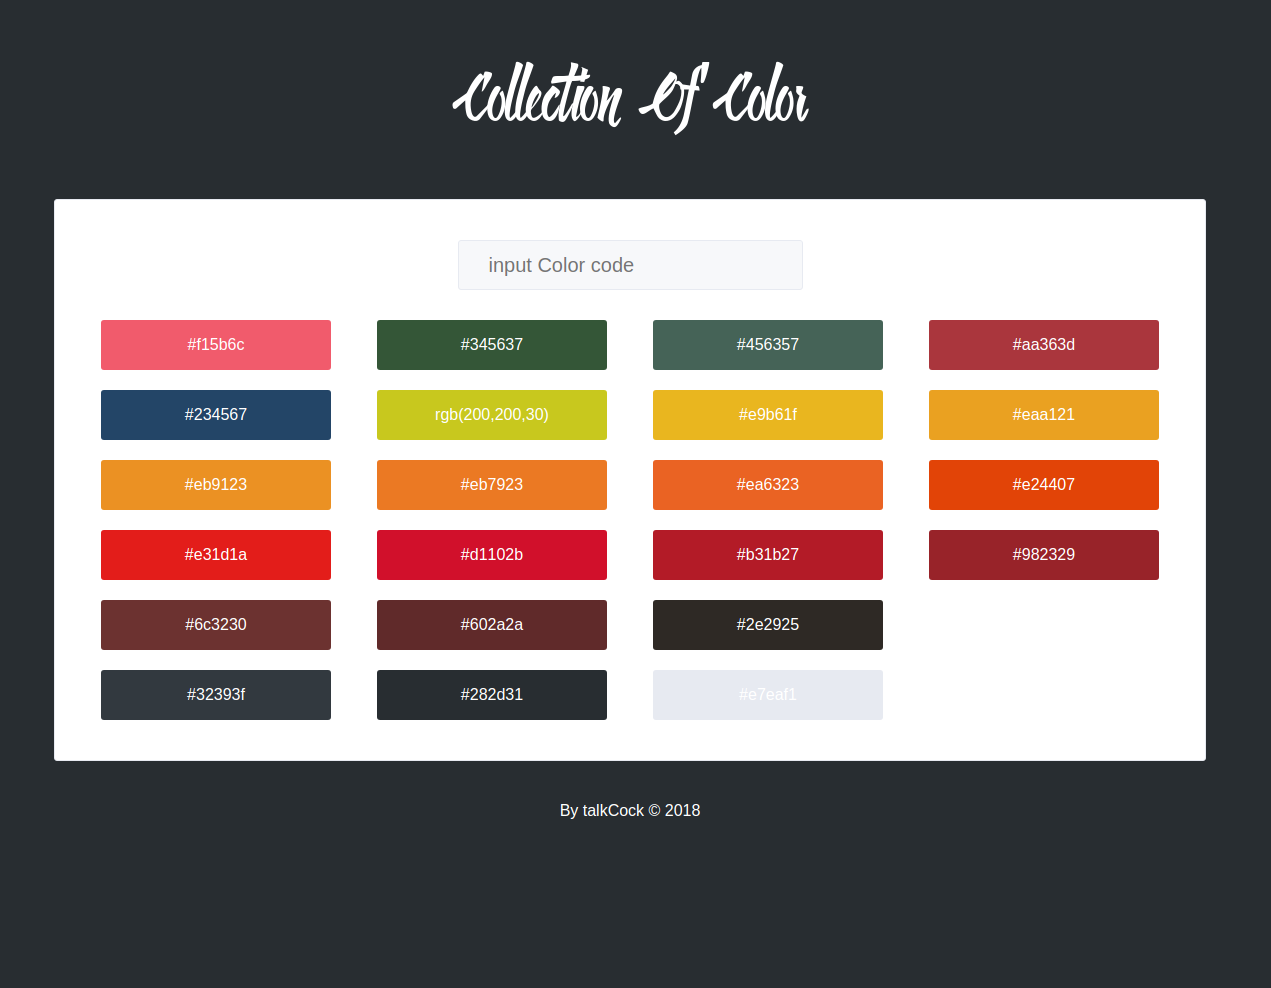 Collection Of Color
input Color code
#f15b6c #345637 #456357 #aa363d
#234567 rgb(200,200,30) #e9b61f #eaa121
#eb9123 #eb7923 #ea6323 #e24407
#e31d1a #d1102b #b31b27 #982329
#6c3230 #602a2a #2e2925
#32393f #282d31 #e7eaf1
By talkCock © 2018